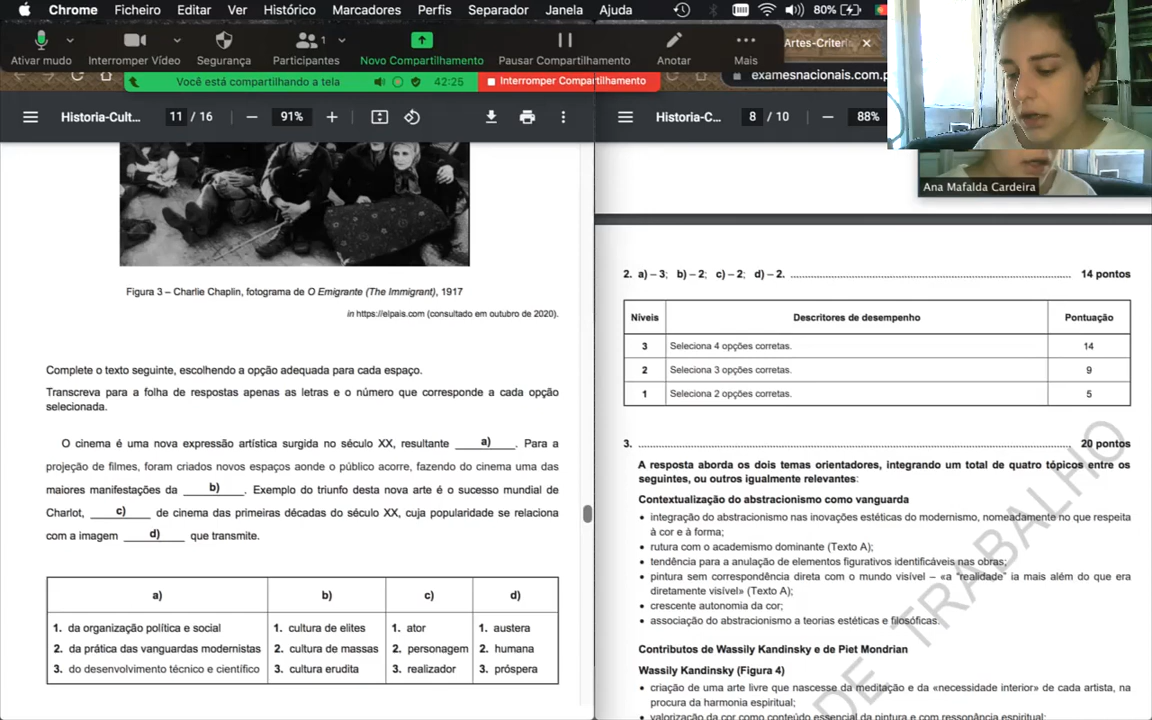 Chrome Ficheiro Editar Ver Histórico Marcadores Perfis Separador Janela Ajuda 80%
Ativar mudo Interromper Vídeo Segurança Participantes 1 Novo Compartilhamento Pausar Compartilhamento Anotar Mais
Você está compartilhando a tela 42:25 Interromper Compartilhamento
Artes-Criteri
examesnacionais.com.p
Historia-Cult... 11 / 16 91%
Historia-C... 8 / 10 88%
Ana Mafalda Cardeira
Figura 3 – Charlie Chaplin, fotograma de O Emigrante (The Immigrant), 1917
in https://elpais.com (consultado em outubro de 2020).
Complete o texto seguinte, escolhendo a opção adequada para cada espaço.
Transcreva para a folha de respostas apenas as letras e o número que corresponde a cada opção
selecionada.
O cinema é uma nova expressão artística surgida no século XX, resultante a) . Para a
projeção de filmes, foram criados novos espaços aonde o público acorre, fazendo do cinema uma das
maiores manifestações da b) . Exemplo do triunfo desta nova arte é o sucesso mundial de
Charlot, c) de cinema das primeiras décadas do século XX, cuja popularidade se relaciona
com a imagem d) que transmite.
a) b) c) d)
1. da organização política e social 1. cultura de elites 1. ator 1. austera
2. da prática das vanguardas modernistas 2. cultura de massas 2. personagem 2. humana
3. do desenvolvimento técnico e científico 3. cultura erudita 3. realizador 3. próspera
2. a) – 3; b) – 2; c) – 2; d) – 2. 14 pontos
Níveis Descritores de desempenho Pontuação
3 Seleciona 4 opções corretas. 14
2 Seleciona 3 opções corretas. 9
1 Seleciona 2 opções corretas. 5
3. 20 pontos
A resposta aborda os dois temas orientadores, integrando um total de quatro tópicos entre os
seguintes, ou outros igualmente relevantes:
Contextualização do abstracionismo como vanguarda
• integração do abstracionismo nas inovações estéticas do modernismo, nomeadamente no que respeita
à cor e à forma;
• rutura com o academismo dominante (Texto A);
• tendência para a anulação de elementos figurativos identificáveis nas obras;
• pintura sem correspondência direta com o mundo visível – «a "realidade" ia mais além do que era
diretamente visível» (Texto A);
• crescente autonomia da cor;
• associação do abstracionismo a teorias estéticas e filosóficas.
Contributos de Wassily Kandinsky e de Piet Mondrian
Wassily Kandinsky (Figura 4)
• criação de uma arte livre que nascesse da meditação e da «necessidade interior» de cada artista, na
procura da harmonia espiritual;
• valorização da cor como conteúdo essencial da pintura e com ressonância espiritual;
DE TRABALHO